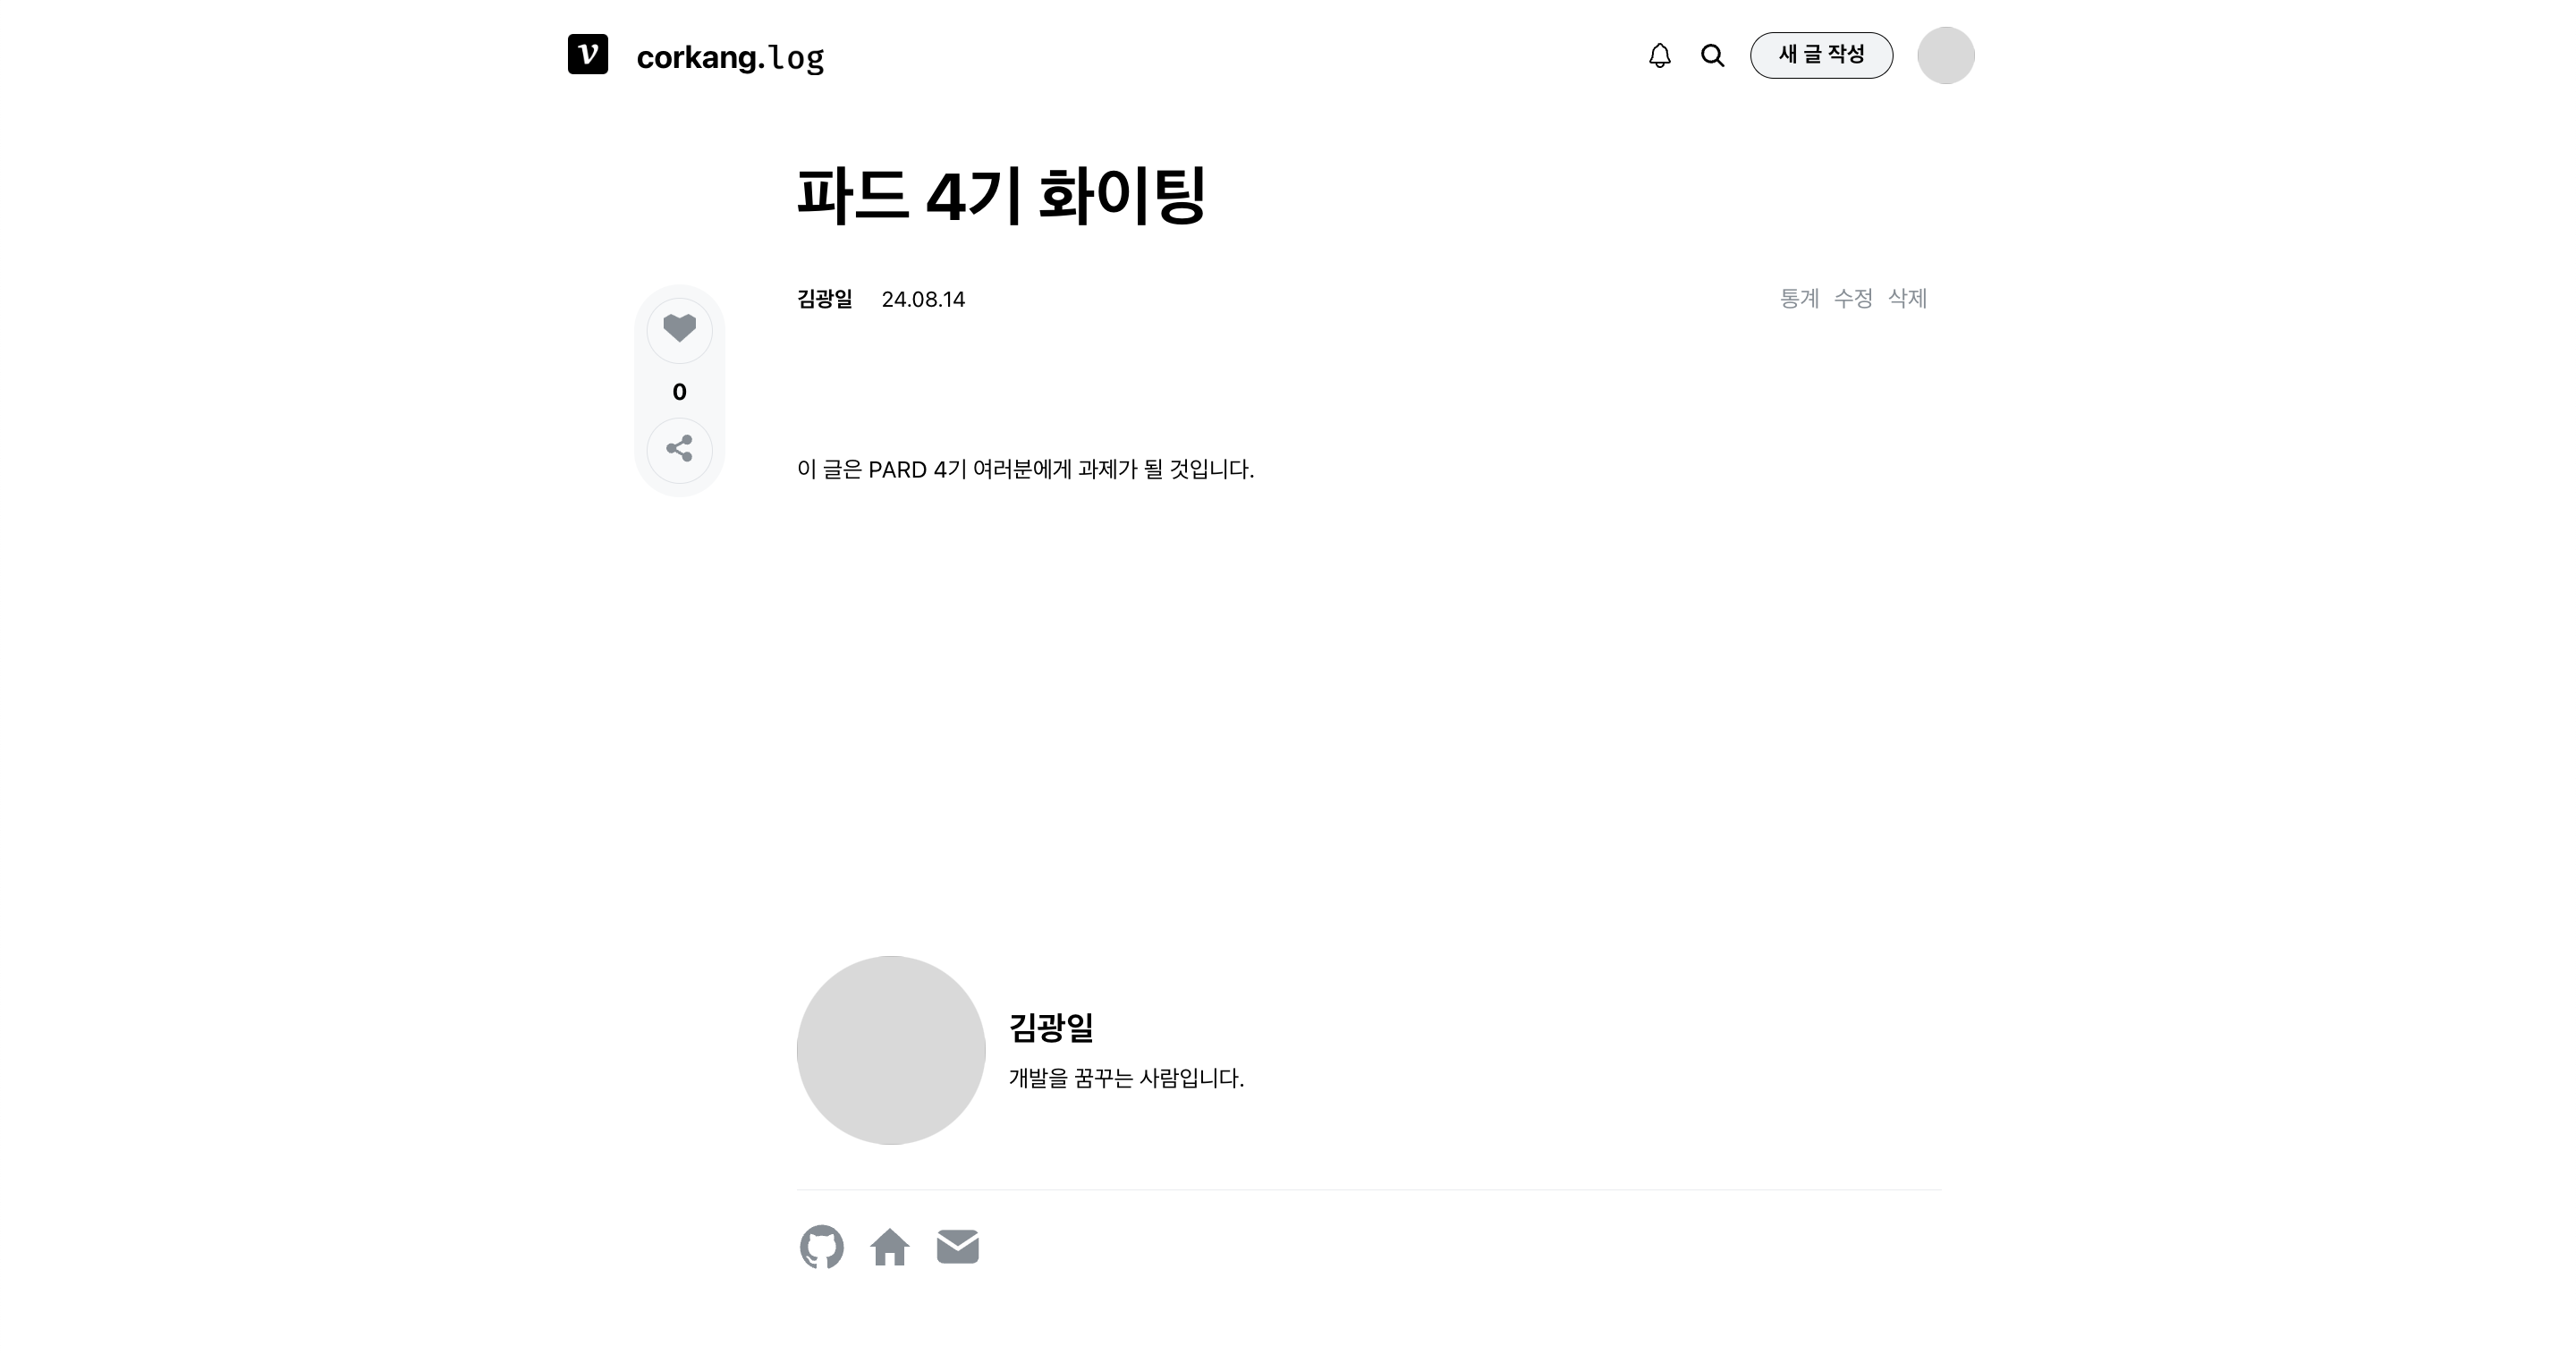 v corkang.log 새 글 작성
파드 4기 화이팅
김광일 24.08.14 통계 수정 삭제
0
이 글은 PARD 4기 여러분에게 과제가 될 것입니다.
김광일
개발을 꿈꾸는 사람입니다.